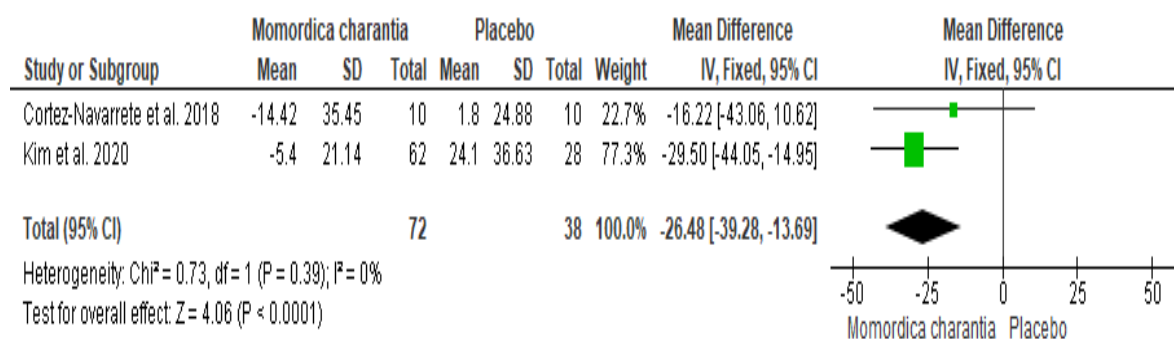 Momordica charantia Placebo Mean Difference Mean Difference
Study or Subgroup Mean SD Total Mean SD Total Weight IV, Fixed, 95% CI IV, Fixed, 95% CI
Cortez-Navarrete et al. 2018 -14.42 35.45 10 1.8 24.88 10 22.7% -16.22 [-43.06, 10.62]
Kim et al. 2020 -5.4 21.14 62 24.1 36.63 28 77.3% -29.50 [-44.05, -14.95]
Total (95% CI) 72 38 100.0% -26.48 [-39.28, -13.69]
Heterogeneity: Chi² = 0.73, df = 1 (P = 0.39); I² = 0%
Test for overall effect: Z = 4.06 (P < 0.0001)
-50 -25 0 25 50
Momordica charantia Placebo